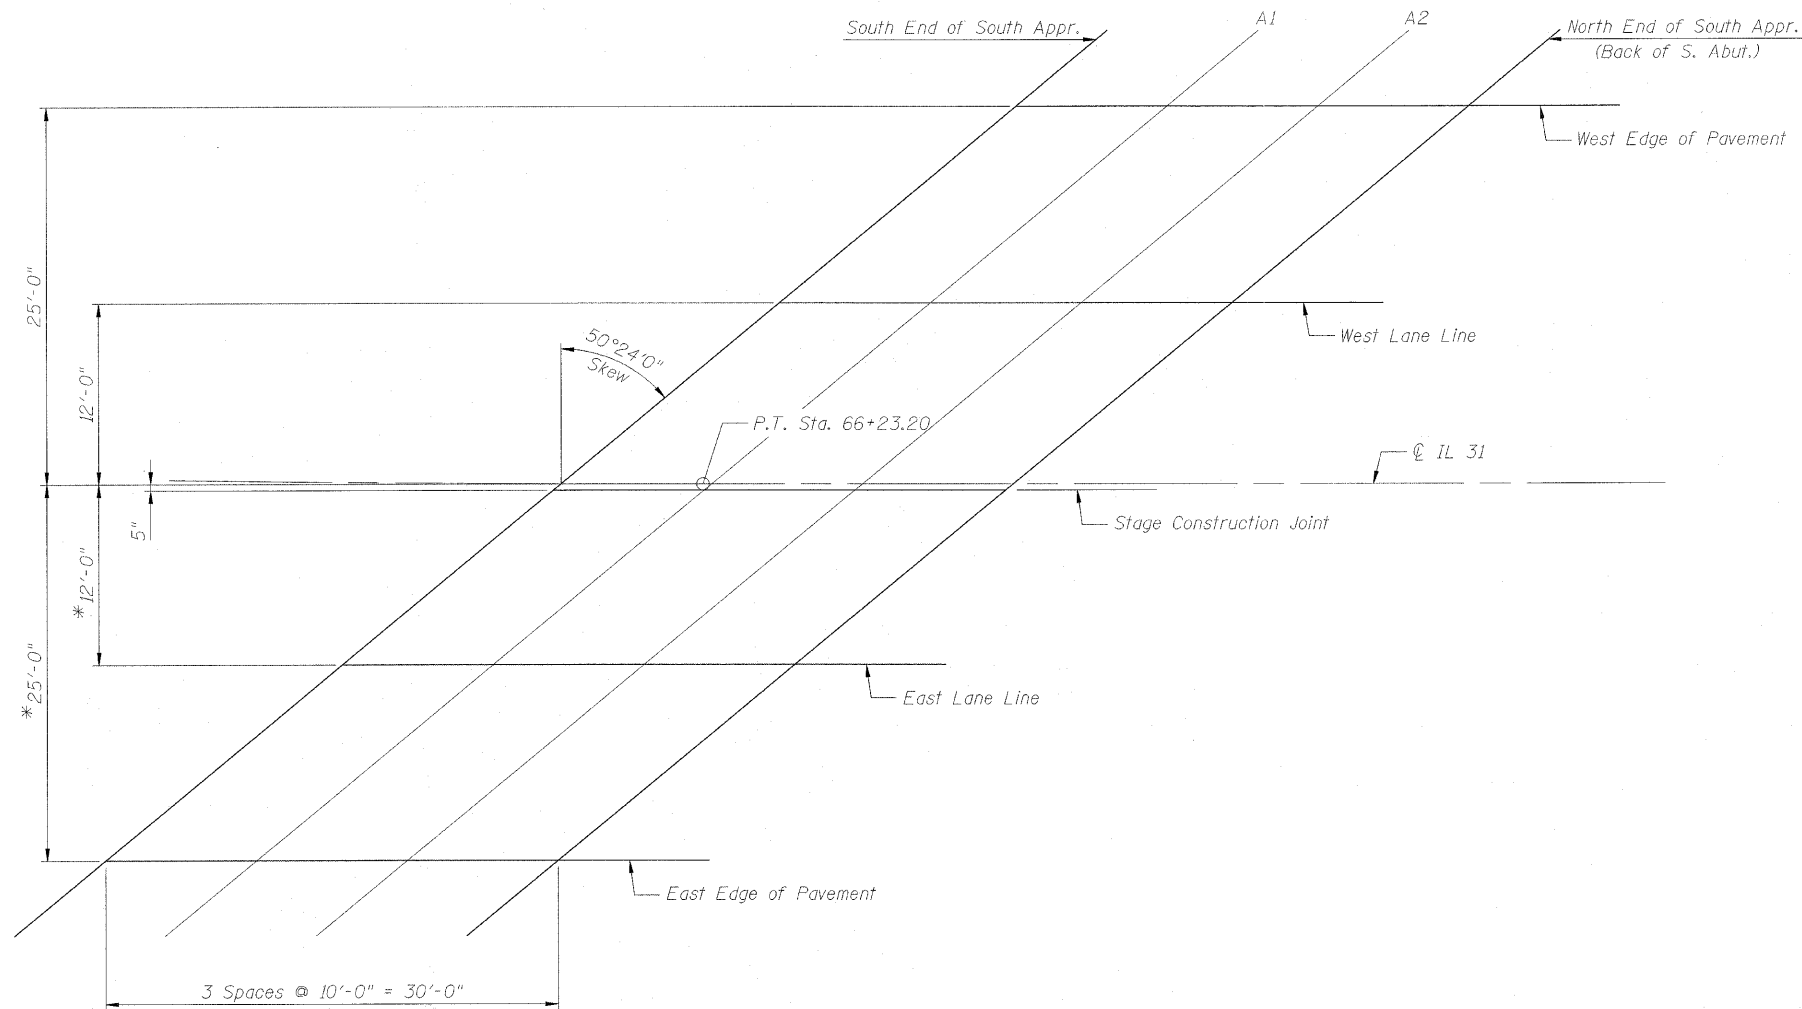 South End of South Appr.
A1
A2
North End of South Appr.
(Back of S. Abut.)
West Edge of Pavement
25'-0"
West Lane Line
50°24'0"
Skew
12'-0"
P.T. Sta. 66+23.20
℄ IL 31
Stage Construction Joint
5"
*12'-0"
*25'-0"
East Lane Line
East Edge of Pavement
3 Spaces @ 10'-0" = 30'-0"